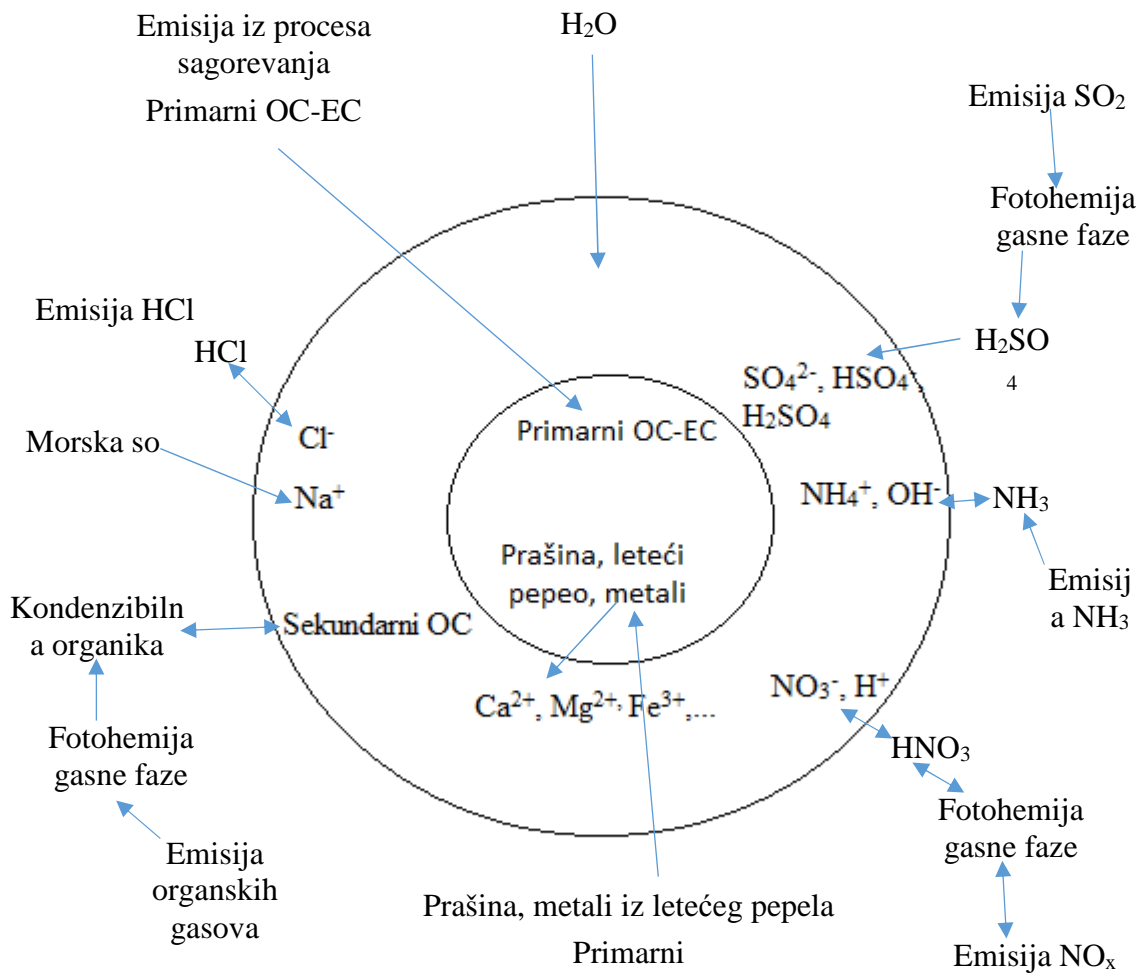 Emisija iz procesa
sagorevanja
Primarni OC-EC
H₂O
Emisija SO₂
Fotohemija
gasne faze
H₂SO
4
Emisija HCl
HCl
Cl⁻
Morska so
Na⁺
SO₄²⁻, HSO₄⁻,
H₂SO₄
Primarni OC-EC
NH₄⁺, OH⁻
NH₃
Emisij
a NH₃
Prašina, leteći
pepeo, metali
Kondenzibiln
a organika
Sekundarni OC
Ca²⁺, Mg²⁺, Fe³⁺,...
NO₃⁻, H⁺
HNO₃
Fotohemija
gasne faze
Fotohemija
gasne faze
Emisija
organskih
gasova
Prašina, metali iz letećeg pepela
Primarni
Emisija NOₓ